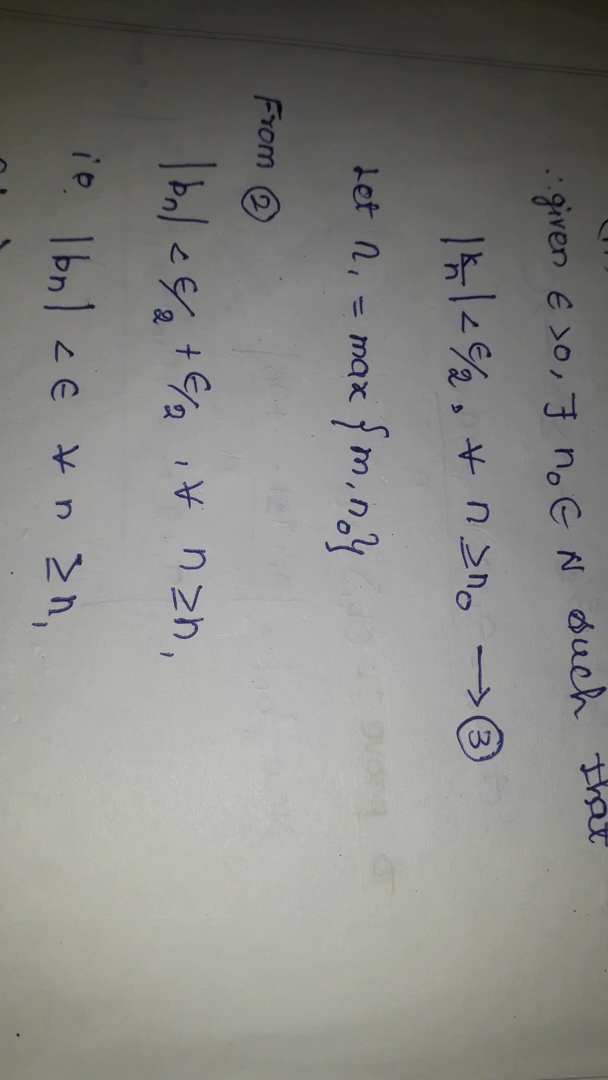 ∴ given ∈ > 0, ∃ n₀ ∈ N such that
|k/n| < ∈/2, ∀ n ≥ n₀ → ③
Let n₁ = max {m, n₀}
From ②
|bₙ| < ∈/2 + ∈/2, ∀ n ≥ n₁
i.e. |bₙ| < ∈ ∀ n ≥ n₁